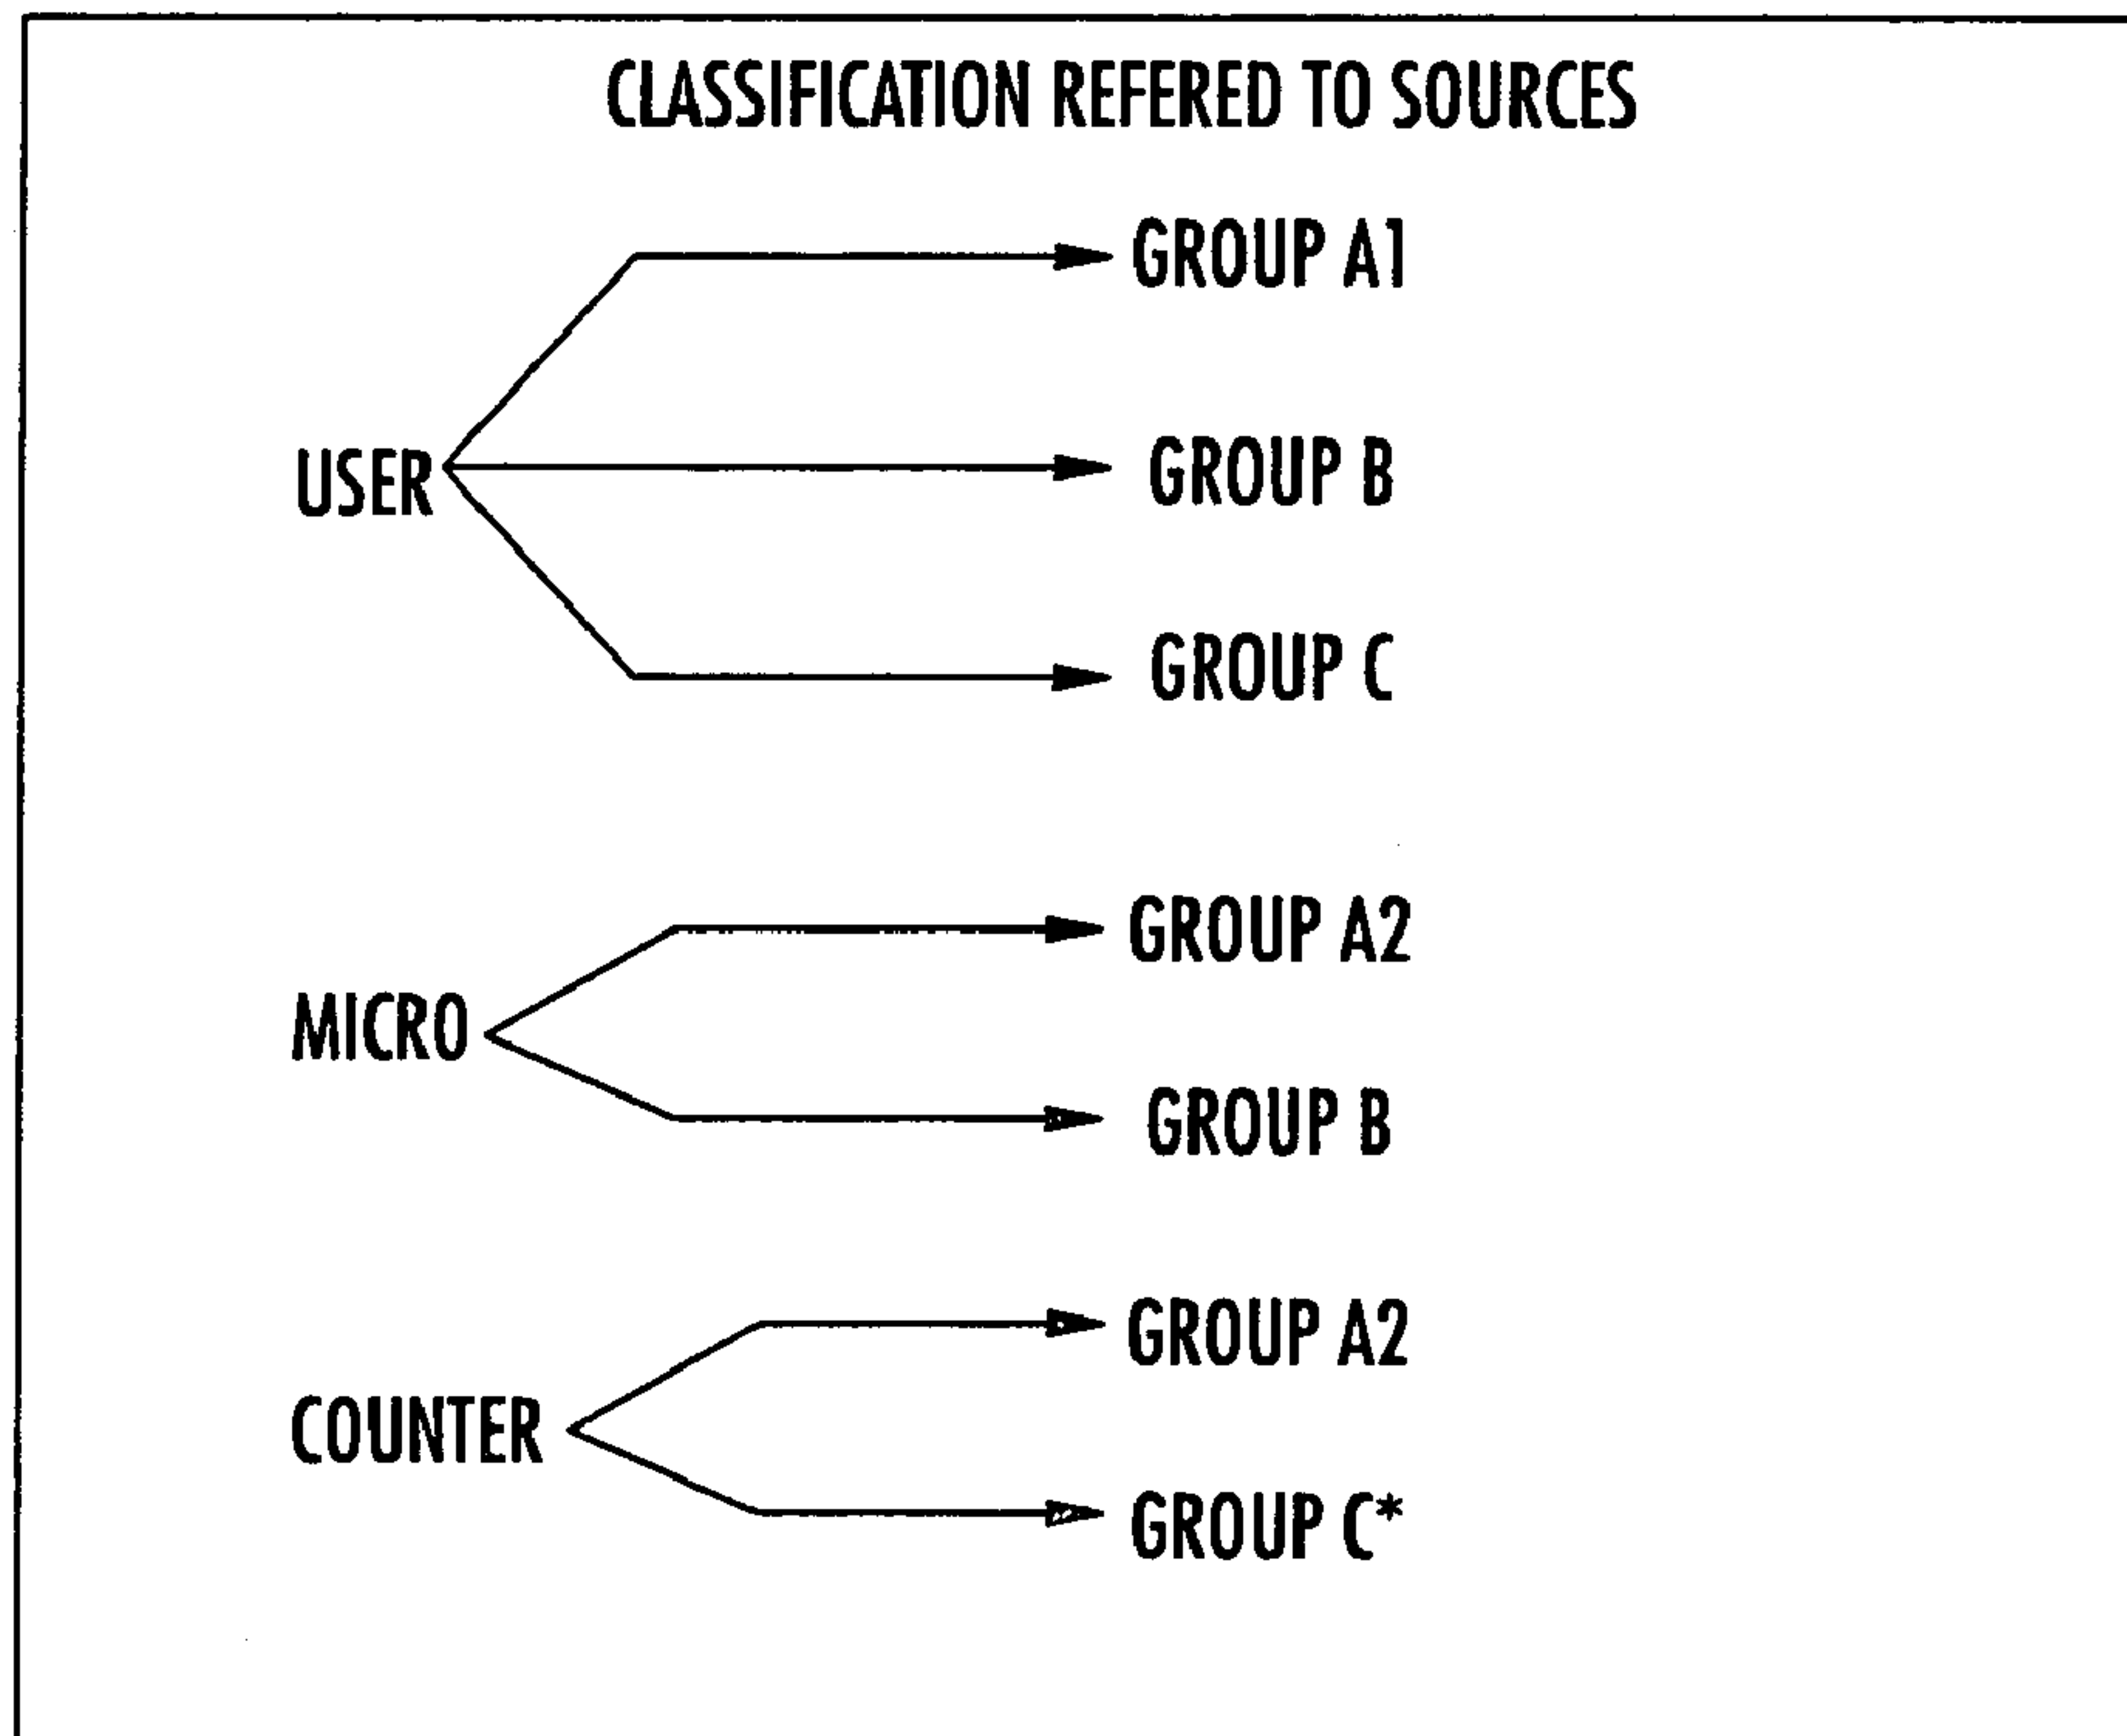 CLASSIFICATION REFERED TO SOURCES
GROUP A1
USER
GROUP B
GROUP C
GROUP A2
MICRO
GROUP B
GROUP A2
COUNTER
GROUP C*